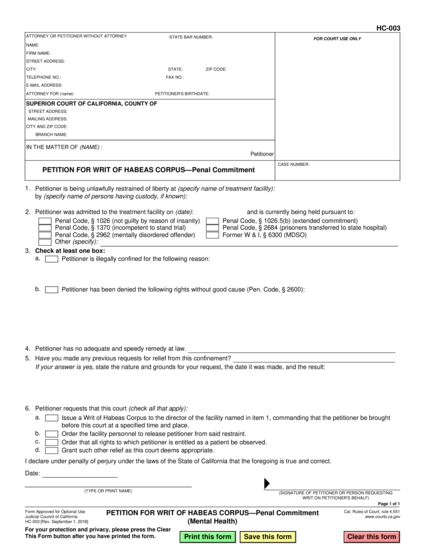 HC-003
ATTORNEY OR PETITIONER WITHOUT ATTORNEY STATE BAR NUMBER:
FOR COURT USE ONLY
NAME:
FIRM NAME:
STREET ADDRESS:
CITY: STATE: ZIP CODE:
TELEPHONE NO.: FAX NO.:
E-MAIL ADDRESS:
ATTORNEY FOR (name): PETITIONER'S BIRTHDATE:
SUPERIOR COURT OF CALIFORNIA, COUNTY OF
STREET ADDRESS:
MAILING ADDRESS:
CITY AND ZIP CODE:
BRANCH NAME:
IN THE MATTER OF (NAME) :
Petitioner
PETITION FOR WRIT OF HABEAS CORPUS—Penal Commitment
CASE NUMBER:
1. Petitioner is being unlawfully restrained of liberty at (specify name of treatment facility):
by (specify name of persons having custody, if known):
2. Petitioner was admitted to the treatment facility on (date): and is currently being held pursuant to:
Penal Code, § 1026 (not guilty by reason of insanity) Penal Code, § 1026.5(b) (extended commitment)
Penal Code, § 1370 (incompetent to stand trial) Penal Code, § 2684 (prisoners transferred to state hospital)
Penal Code, § 2962 (mentally disordered offender) Former W & I, § 6300 (MDSO)
Other (specify):
3. Check at least one box:
a. Petitioner is illegally confined for the following reason:
b. Petitioner has been denied the following rights without good cause (Pen. Code, § 2600):
4. Petitioner has no adequate and speedy remedy at law.
5. Have you made any previous requests for relief from this confinement?
If your answer is yes, state the nature and grounds for your request, the date it was made, and the result:
6. Petitioner requests that this court (check all that apply):
a. Issue a Writ of Habeas Corpus to the director of the facility named in item 1, commanding that the petitioner be brought
before this court at a specified time and place.
b. Order the facility personnel to release petitioner from said restraint.
c. Order that all rights to which petitioner is entitled as a patient be observed.
d. Grant such other relief as this court deems appropriate.
I declare under penalty of perjury under the laws of the State of California that the foregoing is true and correct.
Date:
(TYPE OR PRINT NAME)
(SIGNATURE OF PETITIONER OR PERSON REQUESTING
WRIT ON PETITIONER'S BEHALF)
Page 1 of 1
Form Approved for Optional Use
Judicial Council of California
HC-003 [Rev. September 1, 2018]
PETITION FOR WRIT OF HABEAS CORPUS—Penal Commitment
(Mental Health)
Cal. Rules of Court, rule 4.551
www.courts.ca.gov
For your protection and privacy, please press the Clear
This Form button after you have printed the form.
Print this form Save this form Clear this form